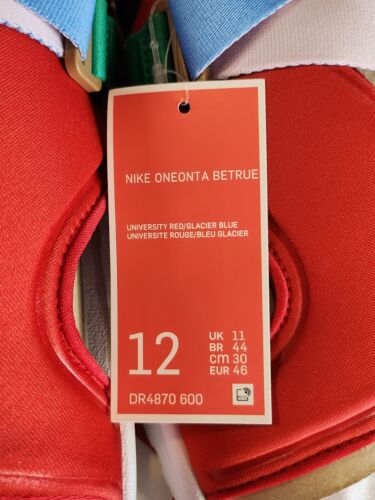 NIKE ONEONTA BETRUE
UNIVERSITY RED/GLACIER BLUE
UNIVERSITE ROUGE/BLEU GLACIER
12
UK 11
BR 44
cm 30
EUR 46
DR4870 600